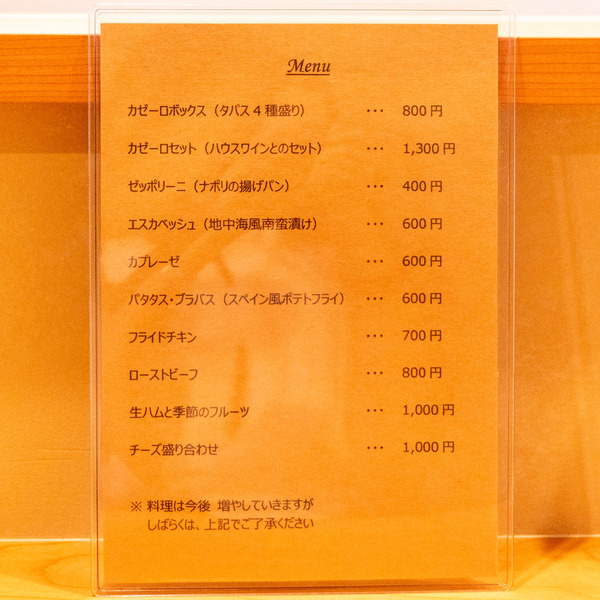 Menu
カゼーロボックス（タパス４種盛り） ･･･ 800 円
カゼーロセット（ハウスワインとのセット） ･･･ 1,300 円
ゼッポリーニ（ナポリの揚げパン） ･･･ 400 円
エスカベッシュ（地中海風南蛮漬け） ･･･ 600 円
カプレーゼ ･･･ 600 円
パタタス・ブラバス（スペイン風ポテトフライ） ･･･ 600 円
フライドチキン ･･･ 700 円
ローストビーフ ･･･ 800 円
生ハムと季節のフルーツ ･･･ 1,000 円
チーズ盛り合わせ ･･･ 1,000 円
※ 料理は今後 増やしていきますが
しばらくは、上記でご了承ください